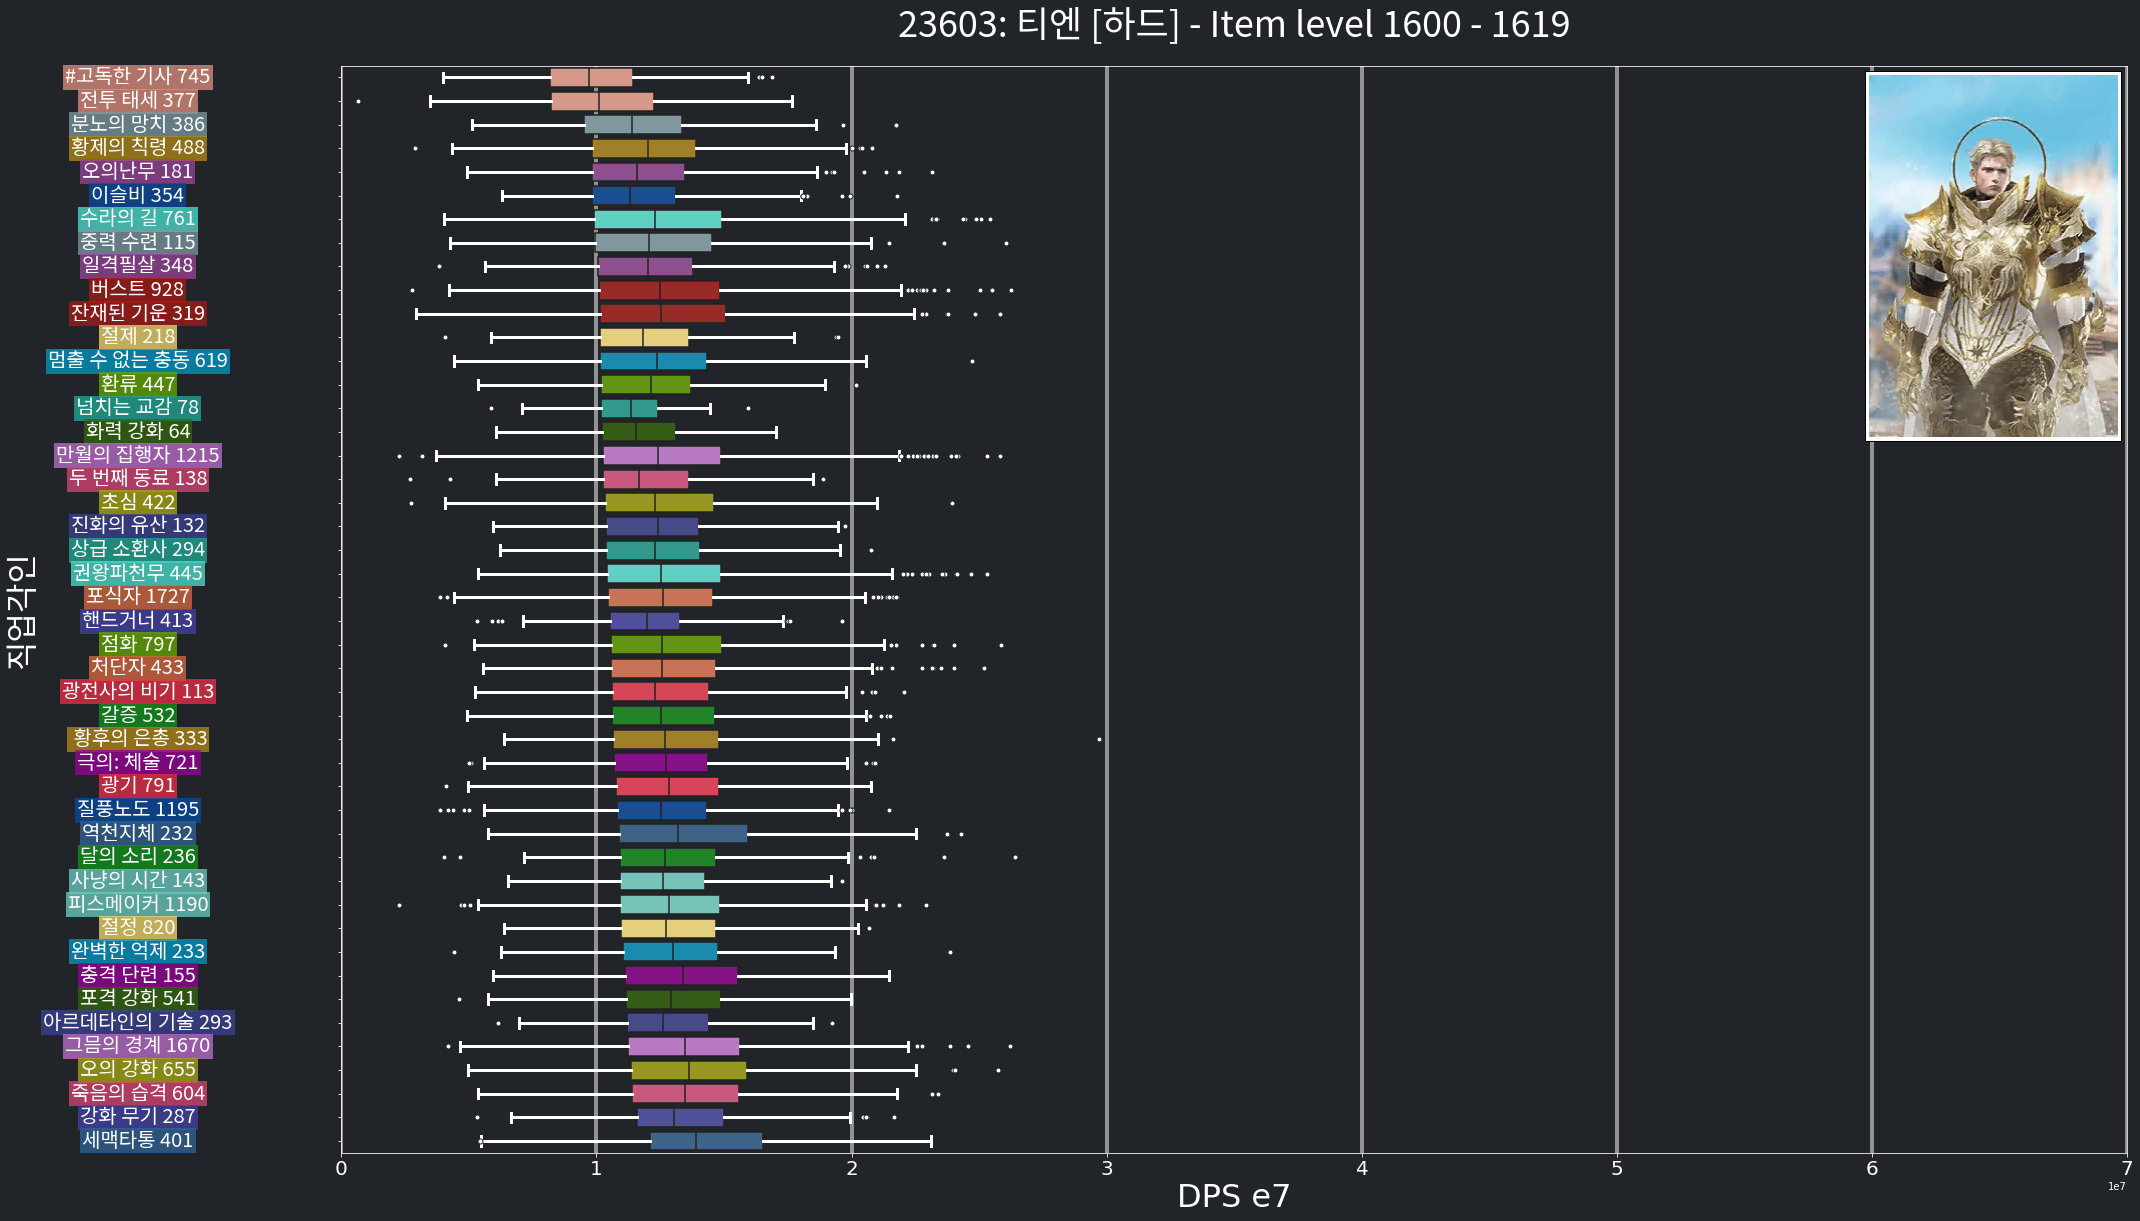 23603: 티엔 [하드] - Item level 1600 - 1619
#고독한 기사 745
전투 태세 377
분노의 망치 386
황제의 칙령 488
오의난무 181
이슬비 354
수라의 길 761
중력 수련 115
일격필살 348
버스트 928
잔재된 기운 319
절제 218
멈출 수 없는 충동 619
환류 447
넘치는 교감 78
화력 강화 64
만월의 집행자 1215
두 번째 동료 138
초심 422
진화의 유산 132
상급 소환사 294
권왕파천무 445
포식자 1727
핸드거너 413
점화 797
처단자 433
광전사의 비기 113
갈증 532
황후의 은총 333
극의: 체술 721
광기 791
질풍노도 1195
역천지체 232
달의 소리 236
사냥의 시간 143
피스메이커 1190
절정 820
완벽한 억제 233
충격 단련 155
포격 강화 541
아르데타인의 기술 293
그믐의 경계 1670
오의 강화 655
죽음의 습격 604
강화 무기 287
세맥타통 401
직업각인
0 1 2 3 4 5 6 7
1e7
DPS e7